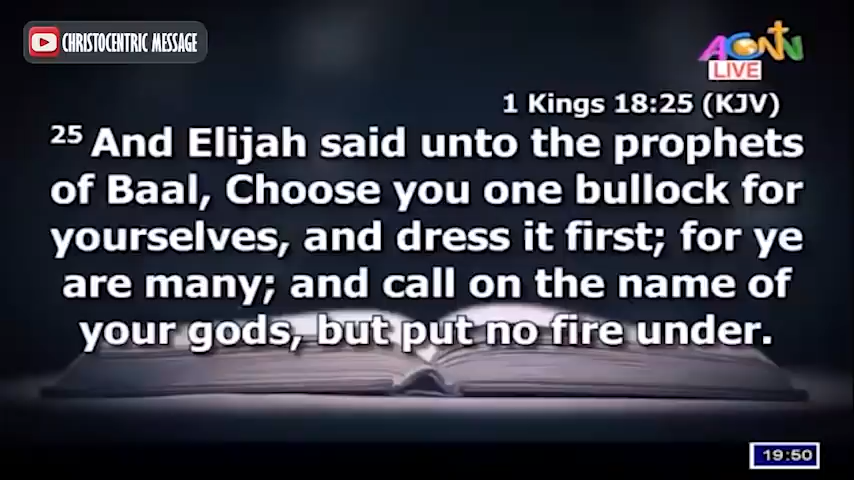 CHRISTOCENTRIC MESSAGE
ACNN
LIVE
1 Kings 18:25 (KJV)
25 And Elijah said unto the prophets
of Baal, Choose you one bullock for
yourselves, and dress it first; for ye
are many; and call on the name of
your gods, but put no fire under.
19:50